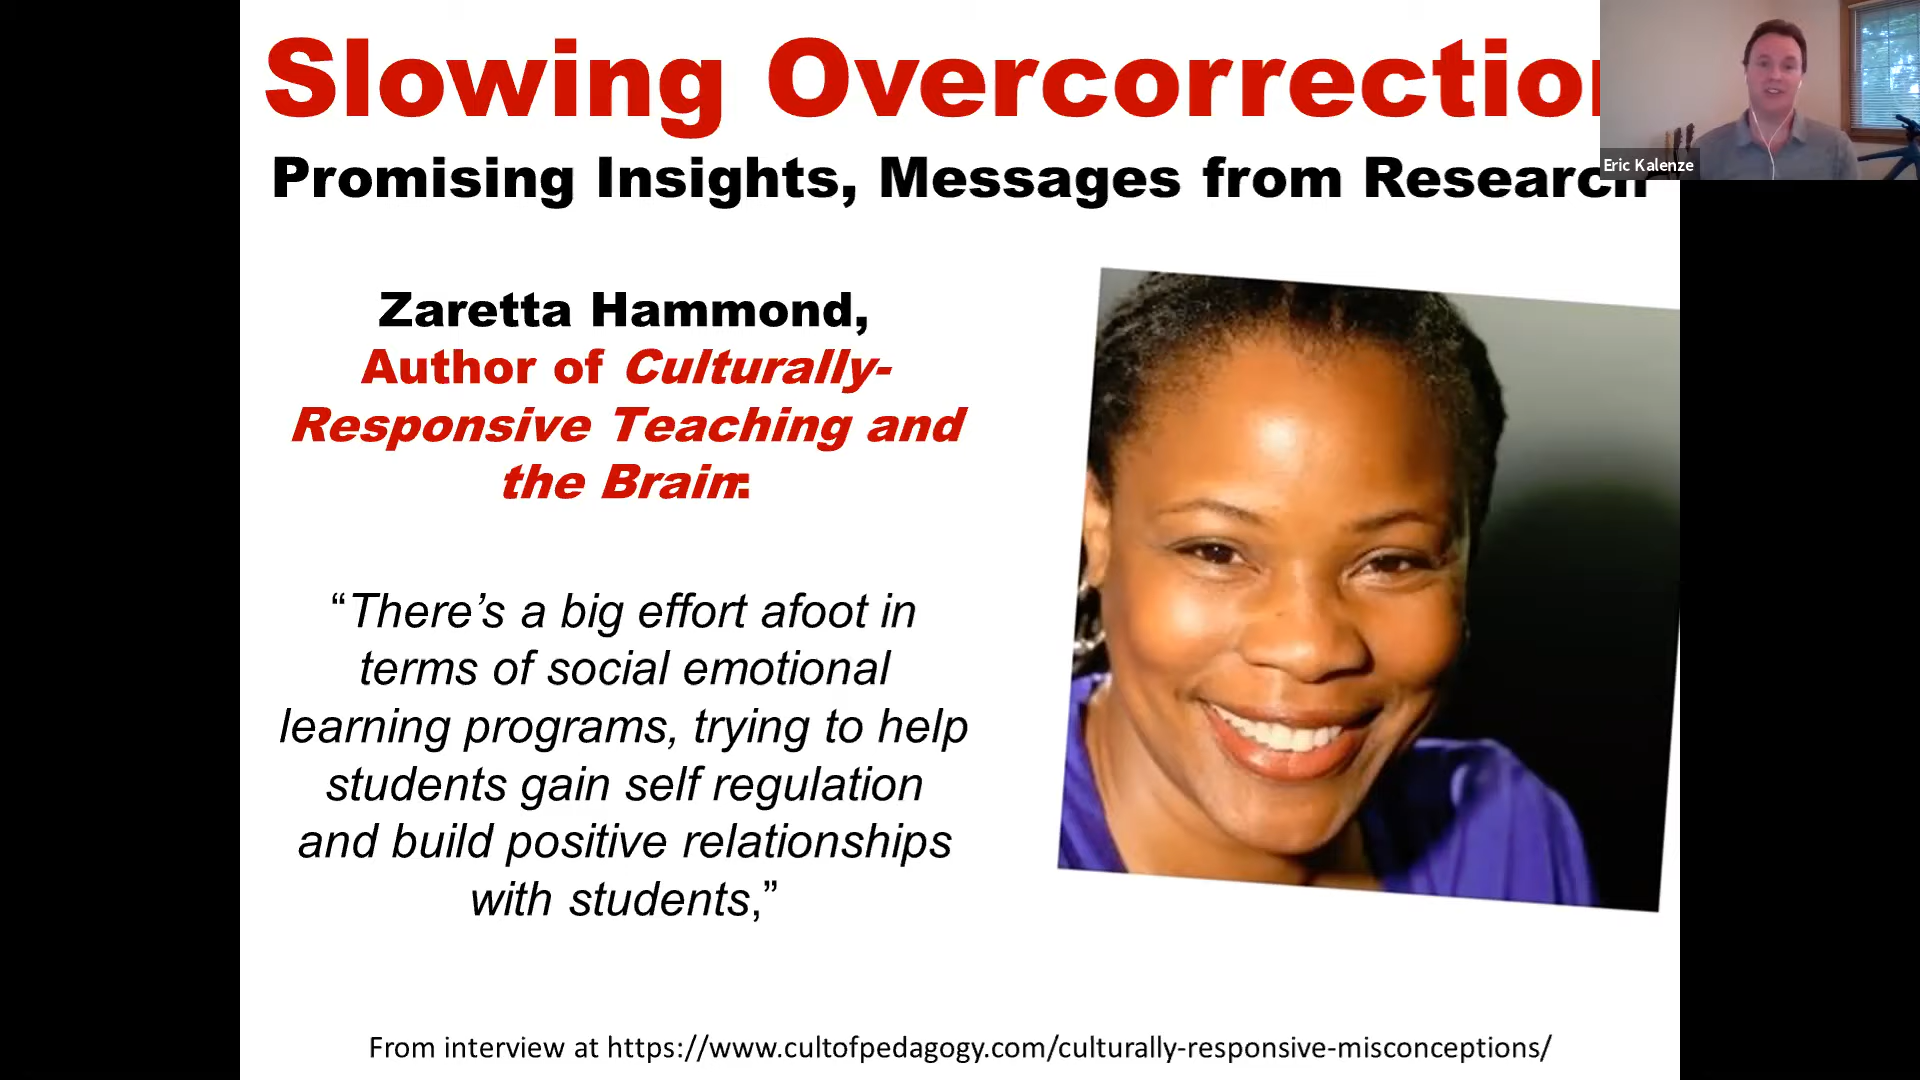 Slowing Overcorrection
Promising Insights, Messages from Research
Eric Kalenze
Zaretta Hammond,
Author of Culturally-
Responsive Teaching and
the Brain:
“There’s a big effort afoot in
terms of social emotional
learning programs, trying to help
students gain self regulation
and build positive relationships
with students,”
From interview at https://www.cultofpedagogy.com/culturally-responsive-misconceptions/